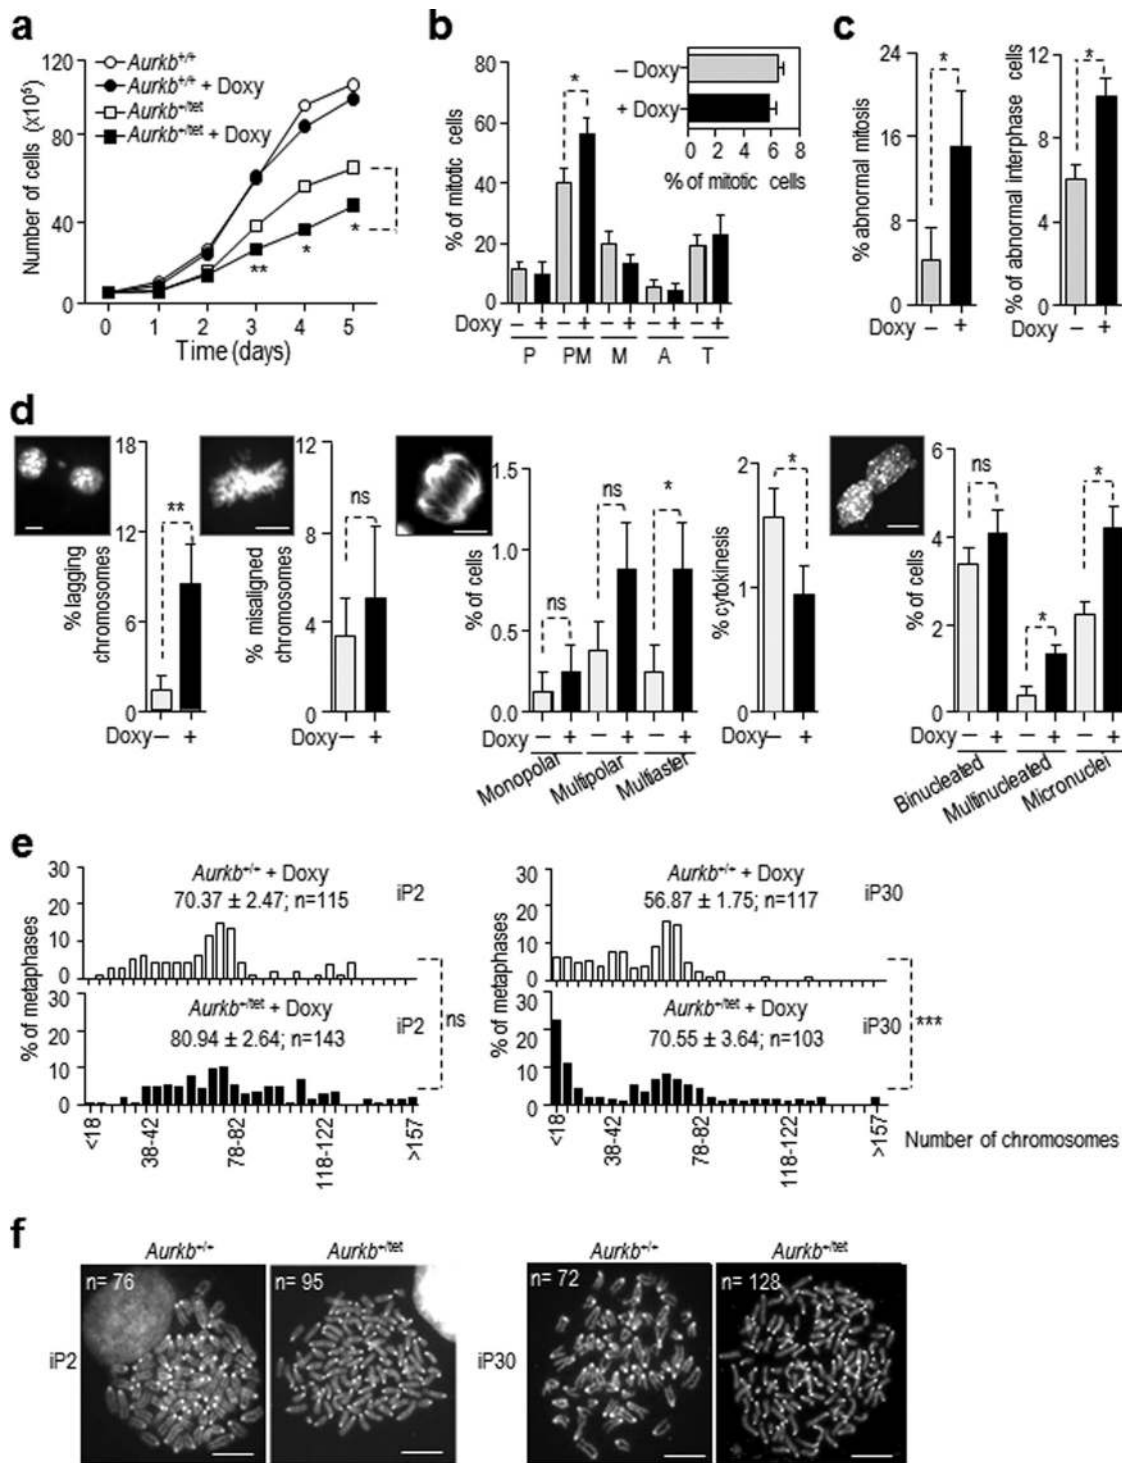 a
Number of cells (x10⁵)
120
80
40
0
Aurkb+/+
Aurkb+/+ + Doxy
Aurkb+/tet
Aurkb+/tet + Doxy
**
*
*
0 1 2 3 4 5
Time (days)
b
% of mitotic cells
80
60
40
20
0
*
– Doxy
+ Doxy
0 2 4 6 8
% of mitotic cells
Doxy – + – + – + – + – +
P PM M A T
c
% abnormal mitosis
24
16
8
0
*
Doxy – +
% of abnormal interphase cells
12
8
4
0
*
Doxy – +
d
% lagging chromosomes
18
12
6
0
**
Doxy – +
% misaligned chromosomes
12
8
4
0
ns
Doxy – +
% of cells
1.5
1.0
0.5
0.0
ns
ns
*
Doxy – + – + – +
Monopolar
Multipolar
Multiaster
% cytokinesis
2
1
0
*
Doxy – +
% of cells
6
4
2
0
ns
*
*
Doxy – + – + – +
Binucleated
Multinucleated
Micronuclei
e
% of metaphases
30
20
10
0
Aurkb+/+ + Doxy
70.37 ± 2.47; n=115
iP2
30
20
10
0
Aurkb+/tet + Doxy
80.94 ± 2.64; n=143
iP2
ns
<18
38-42
78-82
118-122
>157
% of metaphases
30
20
10
0
Aurkb+/+ + Doxy
56.87 ± 1.75; n=117
iP30
30
20
10
0
Aurkb+/tet + Doxy
70.55 ± 3.64; n=103
iP30
***
<18
38-42
78-82
118-122
>157
Number of chromosomes
f
Aurkb+/+
Aurkb+/tet
Aurkb+/+
Aurkb+/tet
iiP2
n= 76
n= 95
iiP30
n= 72
n= 128